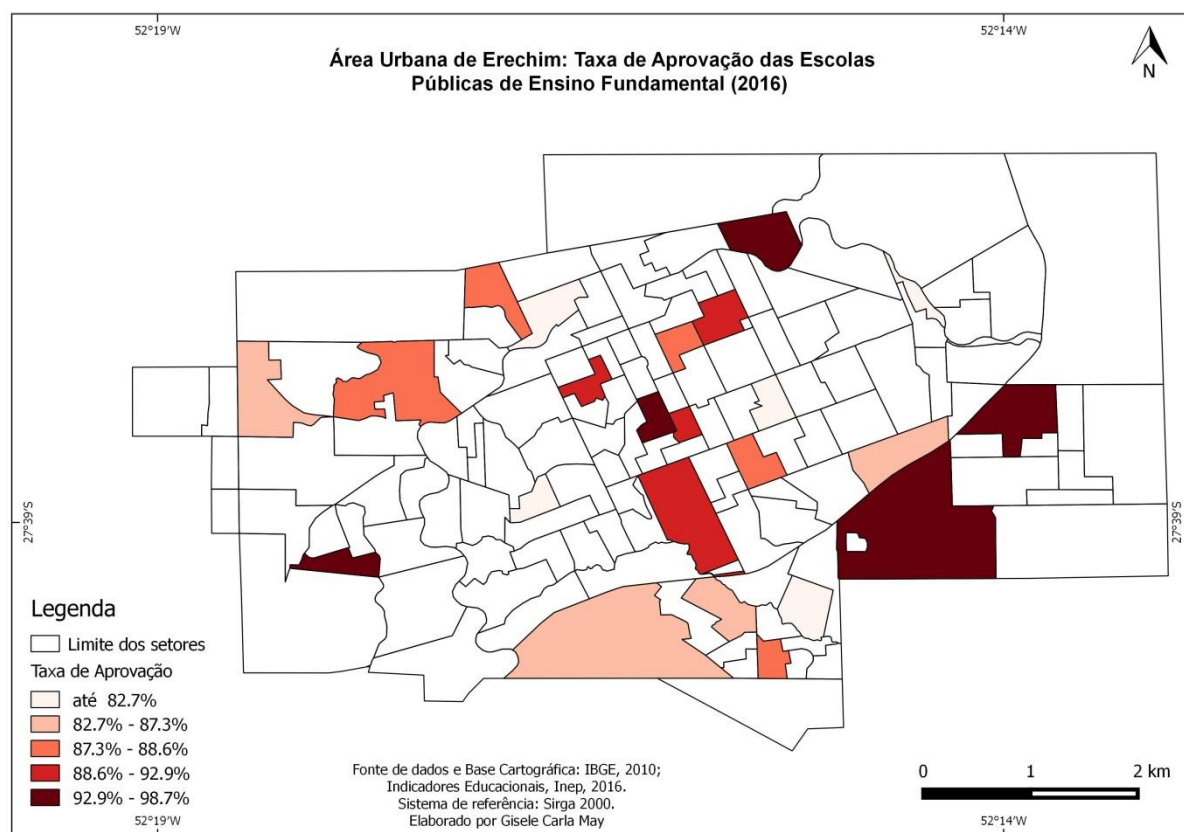 52°19'W
52°14'W
Área Urbana de Erechim: Taxa de Aprovação das Escolas
Públicas de Ensino Fundamental (2016)
N
27°39'S
27°39'S
Legenda
Limite dos setores
Taxa de Aprovação
até 82.7%
82.7% - 87.3%
87.3% - 88.6%
88.6% - 92.9%
92.9% - 98.7%
Fonte de dados e Base Cartográfica: IBGE, 2010;
Indicadores Educacionais, Inep, 2016.
Sistema de referência: Sirga 2000.
Elaborado por Gisele Carla May
0 1 2 km
52°19'W
52°14'W